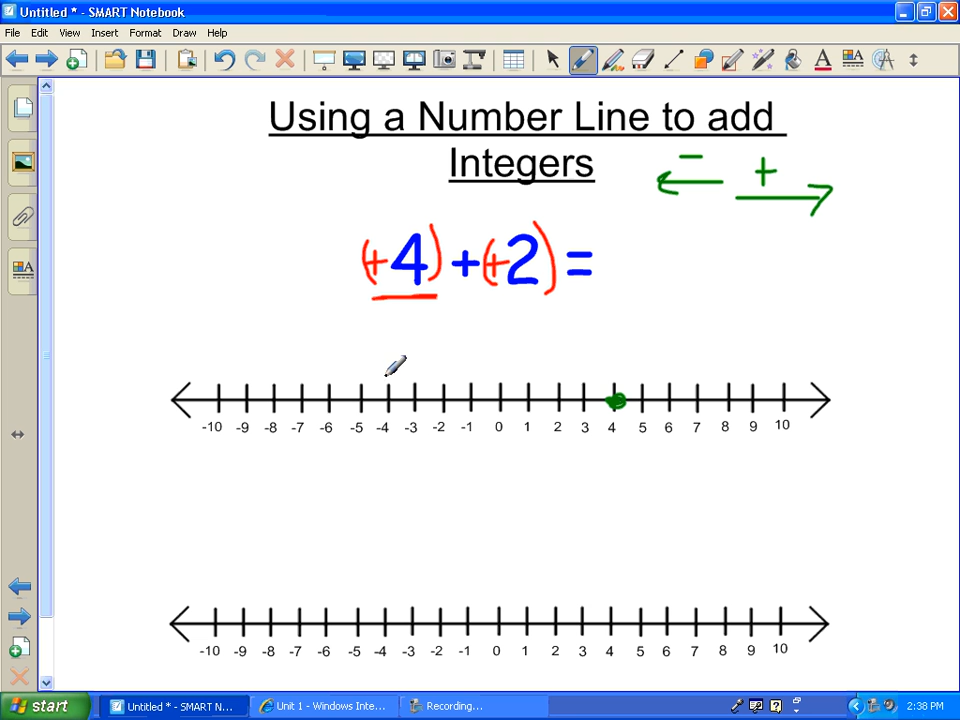 Untitled * - SMART Notebook
File Edit View Insert Format Draw Help
Using a Number Line to add
Integers
- +
(+4) + (+2) =
-10 -9 -8 -7 -6 -5 -4 -3 -2 -1 0 1 2 3 4 5 6 7 8 9 10
-10 -9 -8 -7 -6 -5 -4 -3 -2 -1 0 1 2 3 4 5 6 7 8 9 10
start Untitled * - SMART N... Unit 1 - Windows Inte... Recording... 2:38 PM